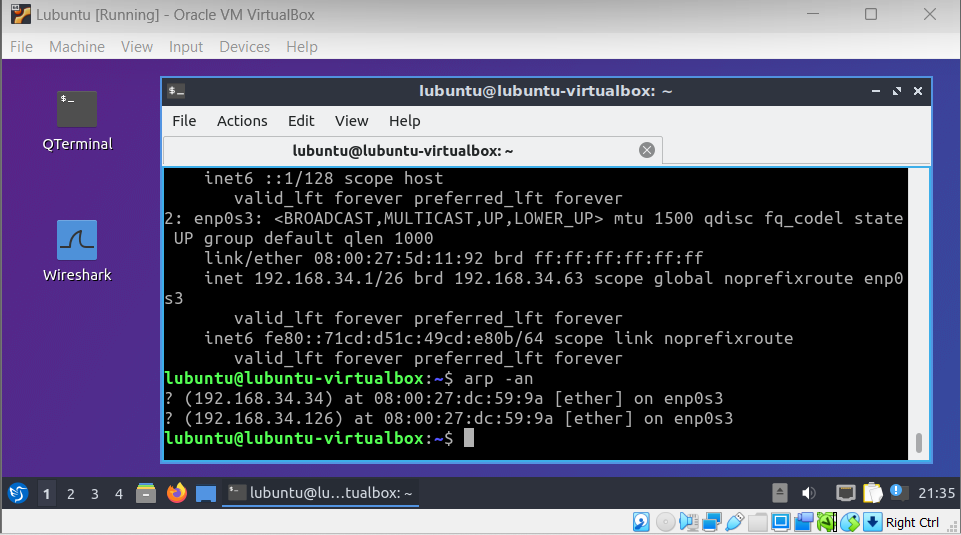 Lubuntu [Running] - Oracle VM VirtualBox
File Machine View Input Devices Help
$_
QTerminal
Wireshark
$_ lubuntu@lubuntu-virtualbox: ~
File Actions Edit View Help
lubuntu@lubuntu-virtualbox: ~
inet6 ::1/128 scope host
valid_lft forever preferred_lft forever
2: enp0s3: <BROADCAST,MULTICAST,UP,LOWER_UP> mtu 1500 qdisc fq_codel state
UP group default qlen 1000
link/ether 08:00:27:5d:11:92 brd ff:ff:ff:ff:ff:ff
inet 192.168.34.1/26 brd 192.168.34.63 scope global noprefixroute enp0
s3
valid_lft forever preferred_lft forever
inet6 fe80::71cd:d51c:49cd:e80b/64 scope link noprefixroute
valid_lft forever preferred_lft forever
lubuntu@lubuntu-virtualbox:~$ arp -an
? (192.168.34.34) at 08:00:27:dc:59:9a [ether] on enp0s3
? (192.168.34.126) at 08:00:27:dc:59:9a [ether] on enp0s3
lubuntu@lubuntu-virtualbox:~$
1 2 3 4 $_ lubuntu@lu...tualbox: ~ 21:35
Right Ctrl